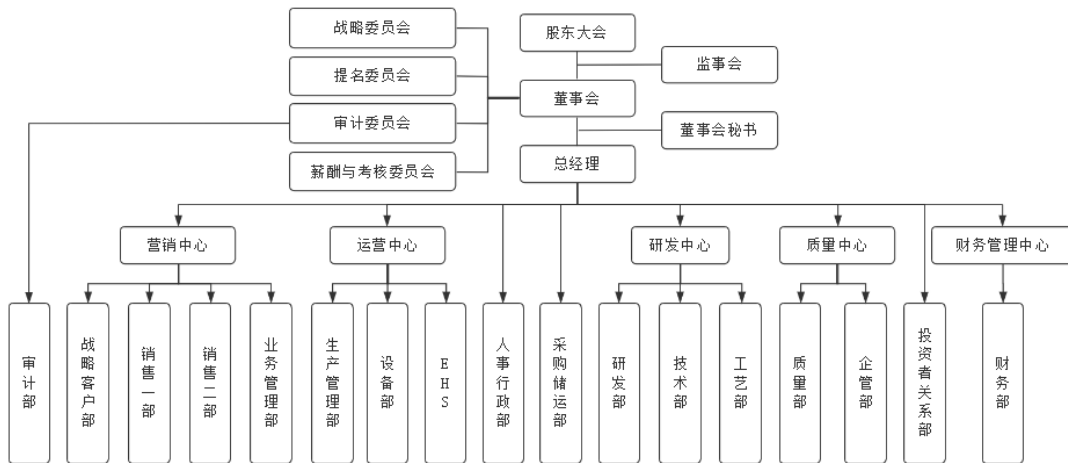 战略委员会
股东大会
提名委员会
监事会
董事会
审计委员会
董事会秘书
薪酬与考核委员会
总经理
营销中心
运营中心
研发中心
质量中心
财务管理中心
审计部
战略客户部
销售一部
销售二部
业务管理部
生产管理部
设备部
EHS
人事行政部
采购储运部
研发部
技术部
工艺部
质量部
企管部
投资者关系部
财务部